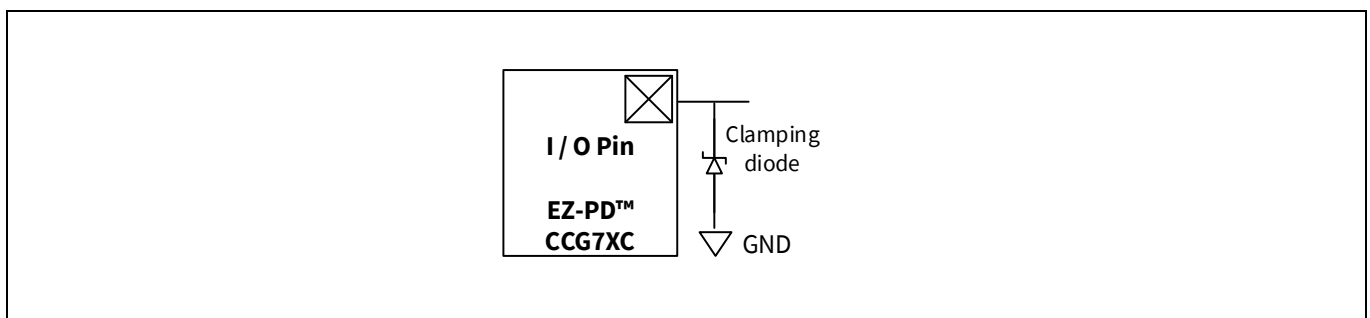 Clamping
diode
I / O Pin
EZ-PD™
CCG7XC
GND